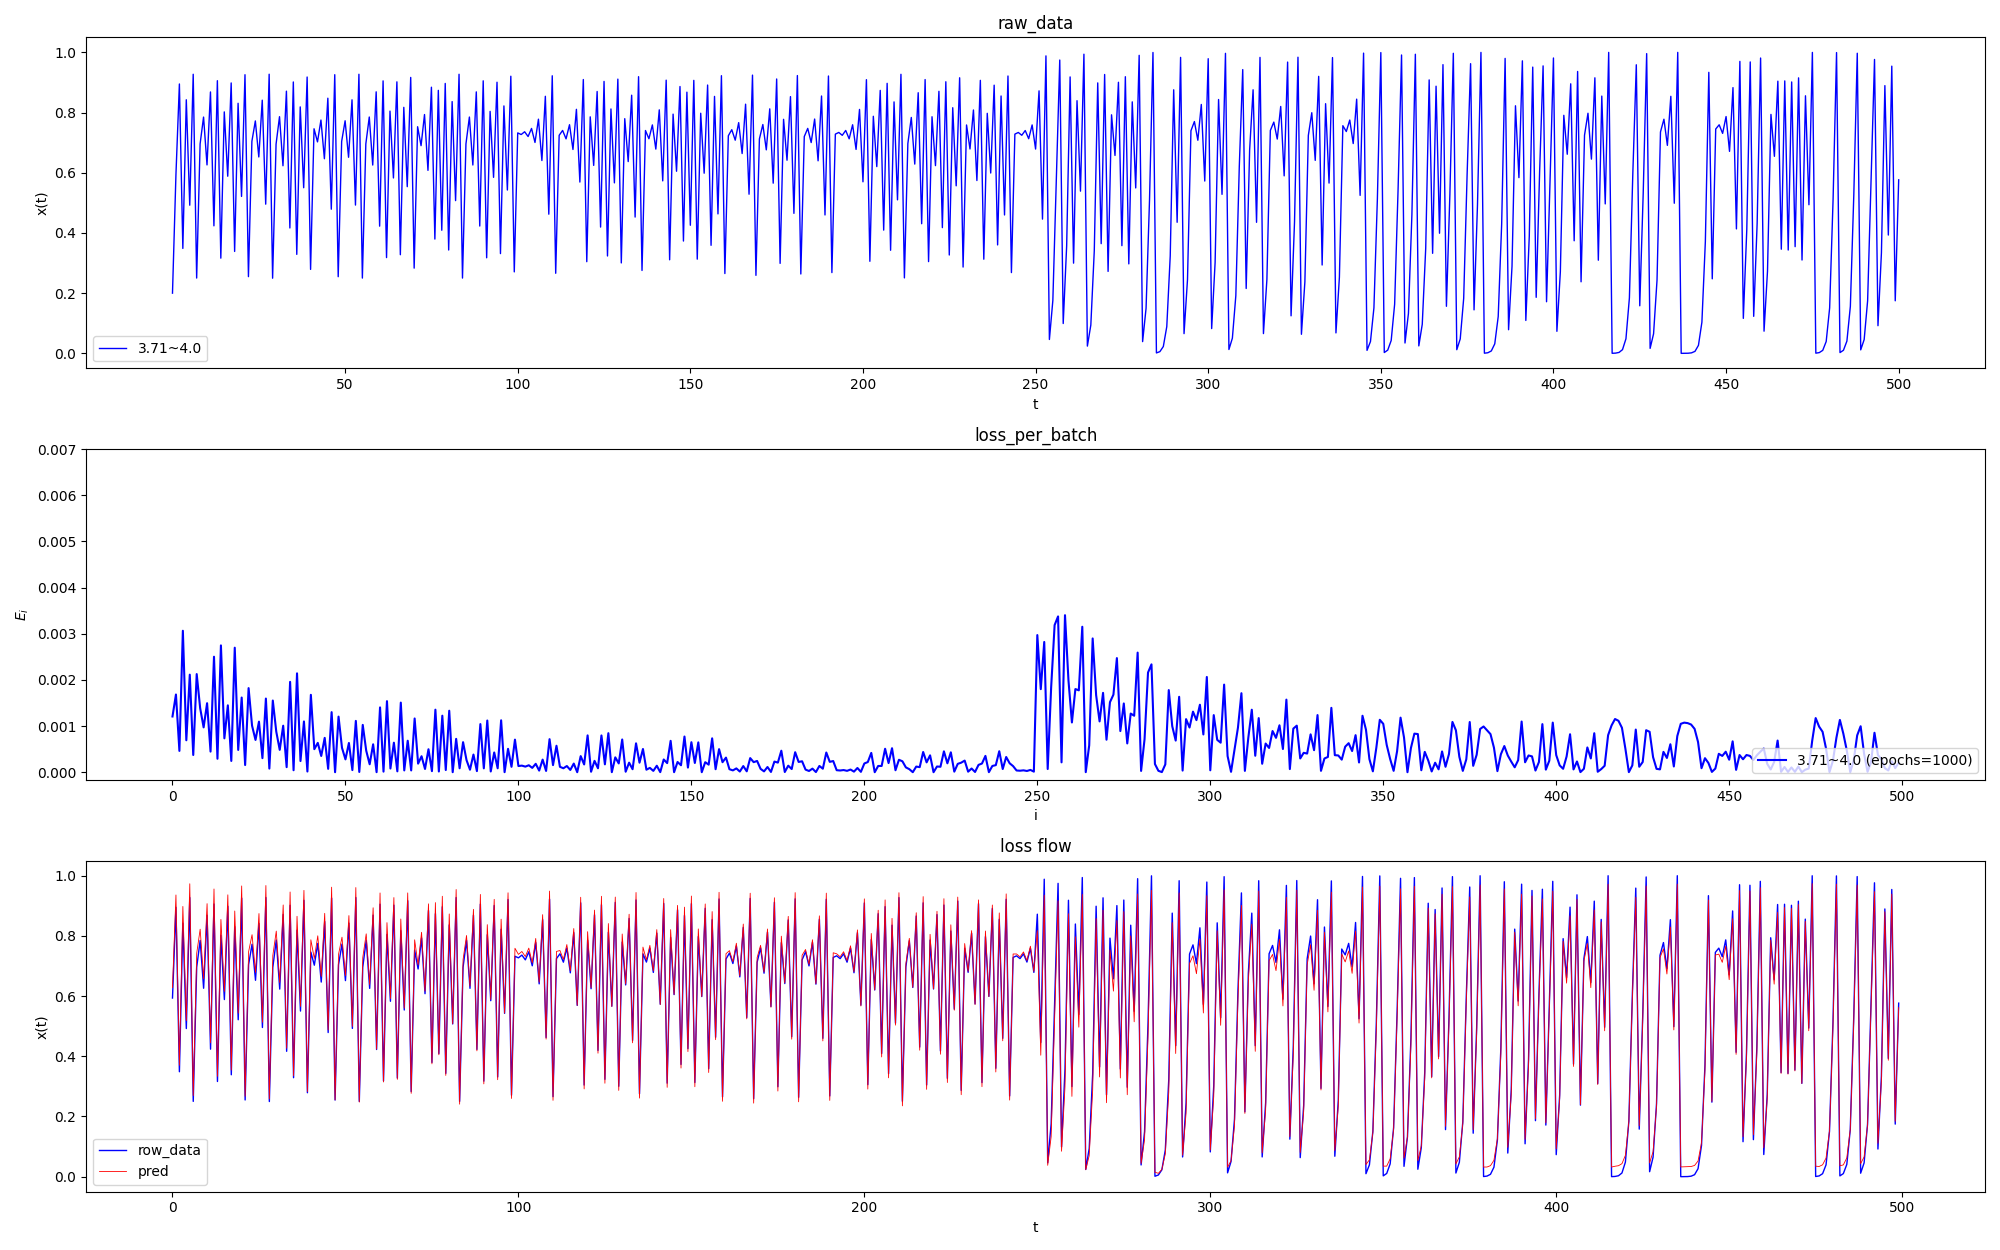 raw_data
x(t)
1.0
0.8
0.6
0.4
0.2
0.0
3.71~4.0
50 100 150 200 250 300 350 400 450 500
t
loss_per_batch
E_i
0.007
0.006
0.005
0.004
0.003
0.002
0.001
0.000
3.71~4.0 (epochs=1000)
0 50 100 150 200 250 300 350 400 450 500
i
loss flow
x(t)
1.0
0.8
0.6
0.4
0.2
0.0
row_data
pred
0 100 200 300 400 500
t